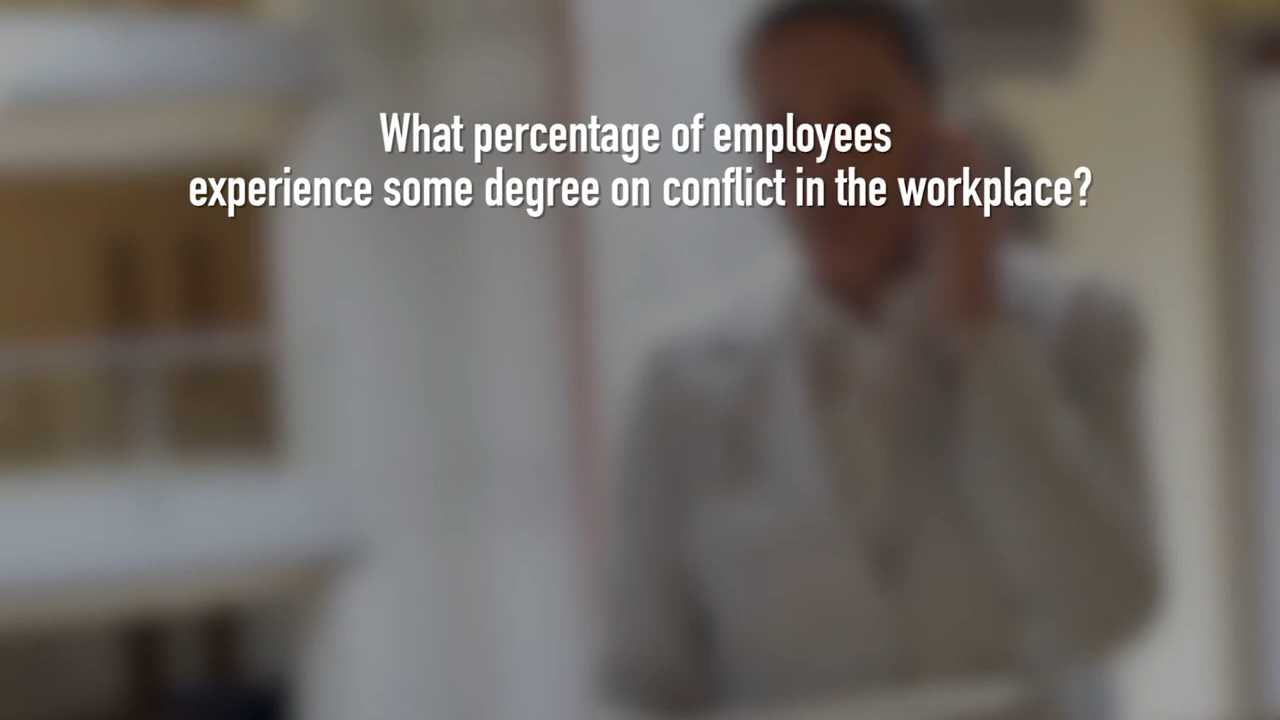 What percentage of employees
experience some degree on conflict in the workplace?